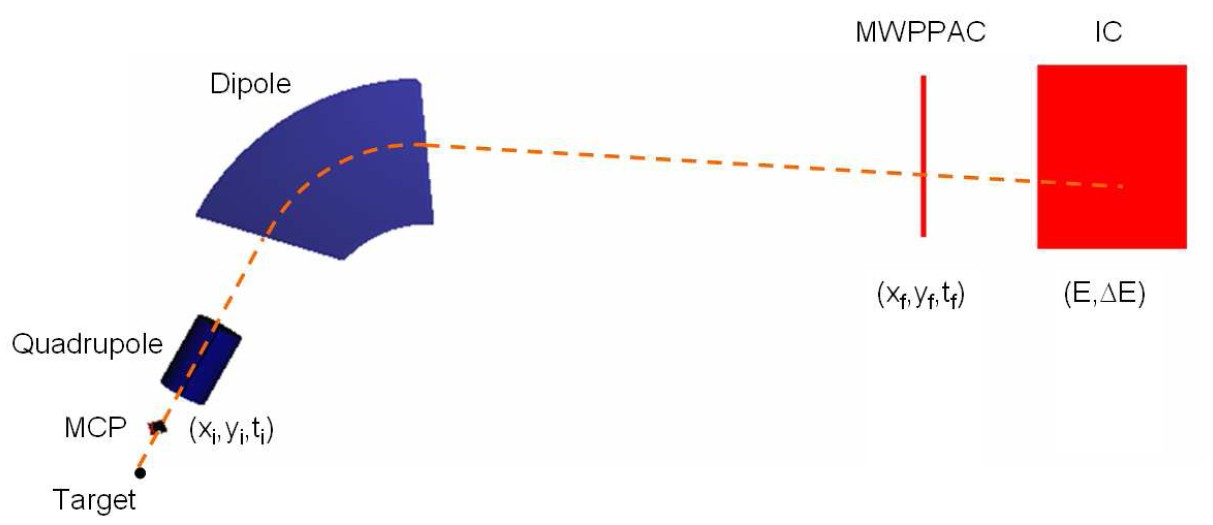 MWPPAC
IC
Dipole
(xf,yf,tf)
(E,ΔE)
Quadrupole
MCP
(xi,yi,ti)
Target